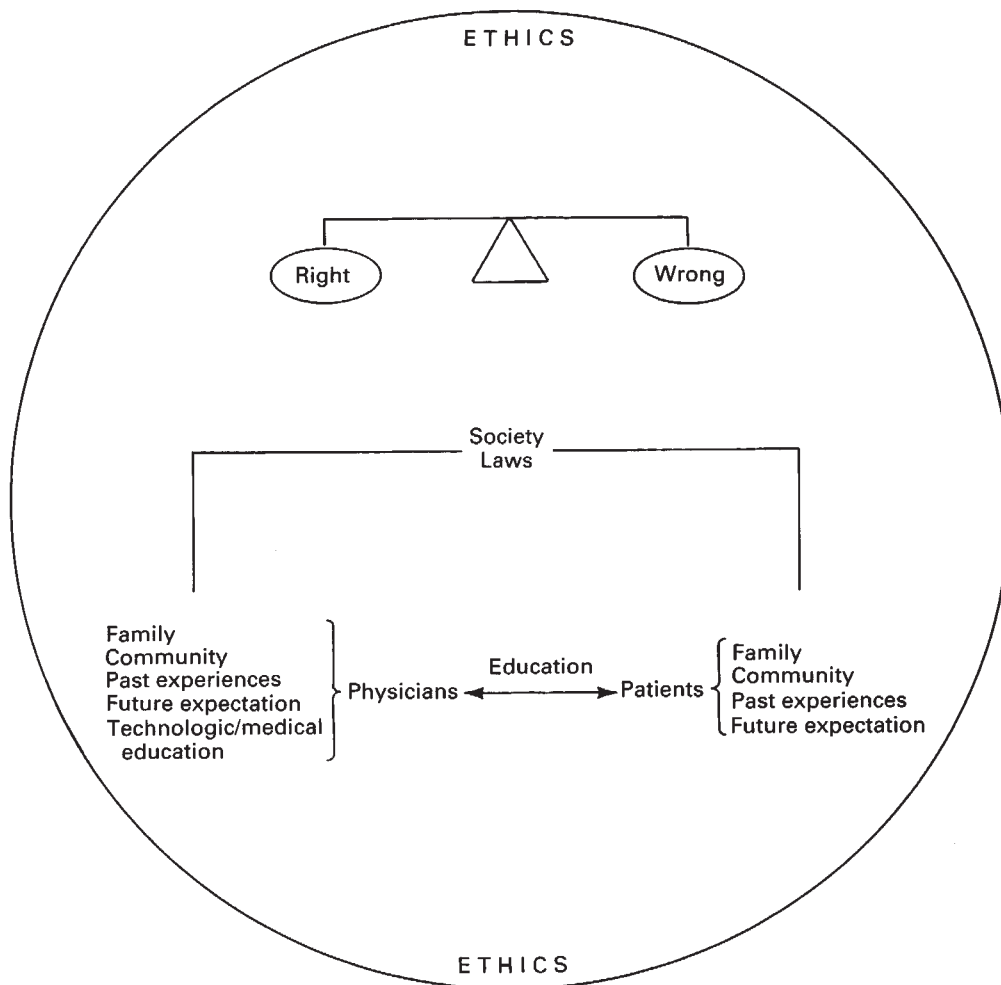 ETHICS
Right
Wrong
Society
Laws
Family
Community
Past experiences
Future expectation
Technologic/medical
education
Physicians
Education
Patients
Family
Community
Past experiences
Future expectation
ETHICS